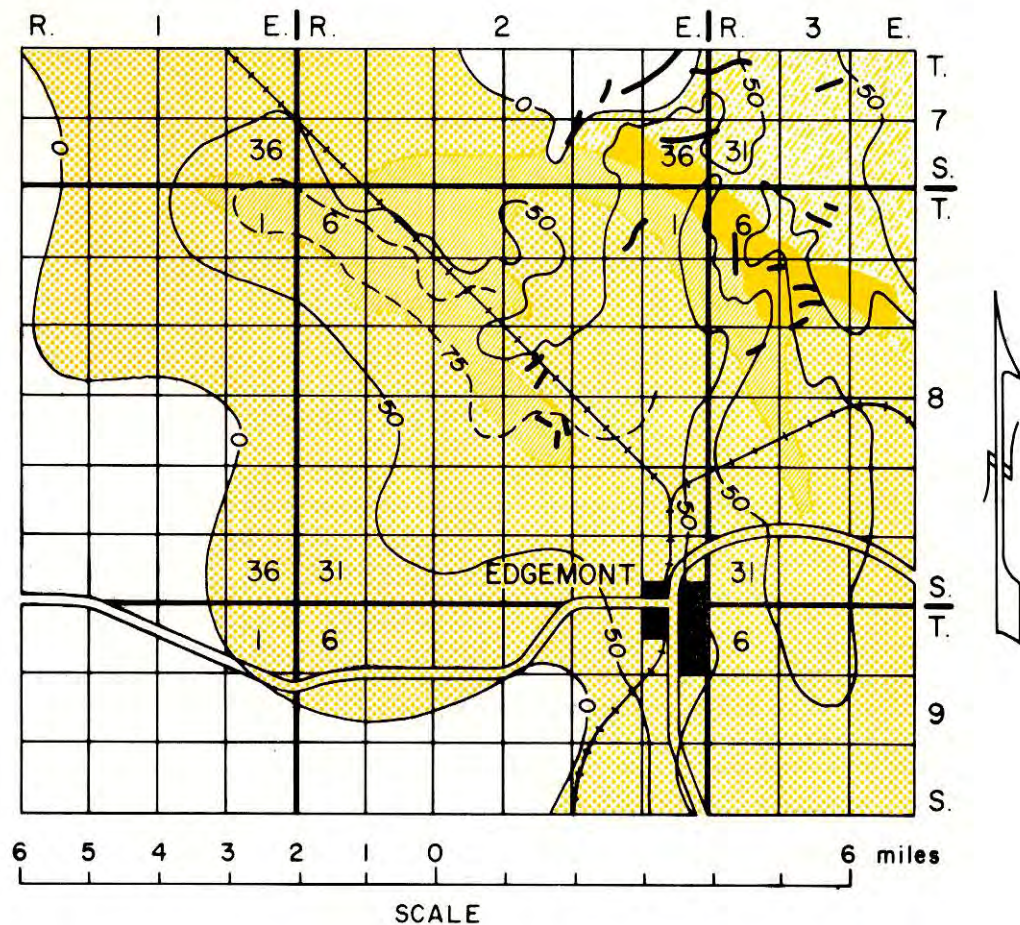 R. 1 E. R. 2 E. R. 3 E.
0 50 50
T.
7
36 36 31
S.
T.
1 6 50 1 6
0
75
8
50
0
50
50
36 31 EDGEMONT 31
S.
T.
1 6 50 6
0
9
S.
6 5 4 3 2 1 0 6 miles
SCALE